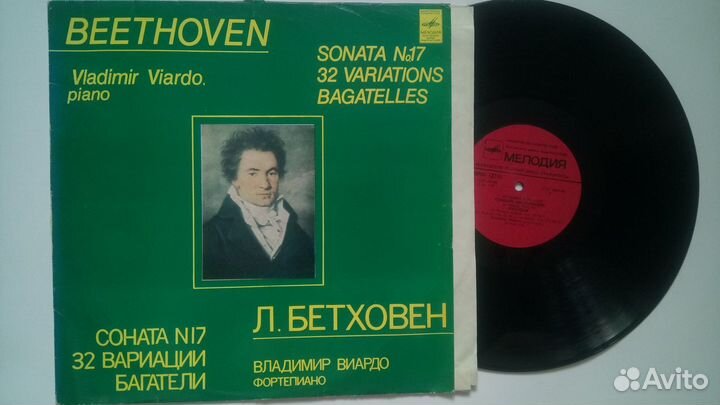 BEETHOVEN
МЕЛОДИЯ
Vladimir Viardo.
piano
SONATA №17
32 VARIATIONS
BAGATELLES
МЕЛОДИЯ
Л. БЕТХОВЕН
СОНАТА N17
32 ВАРИАЦИИ
БАГАТЕЛИ
ВЛАДИМИР ВИАРДО
ФОРТЕПИАНО
Avito